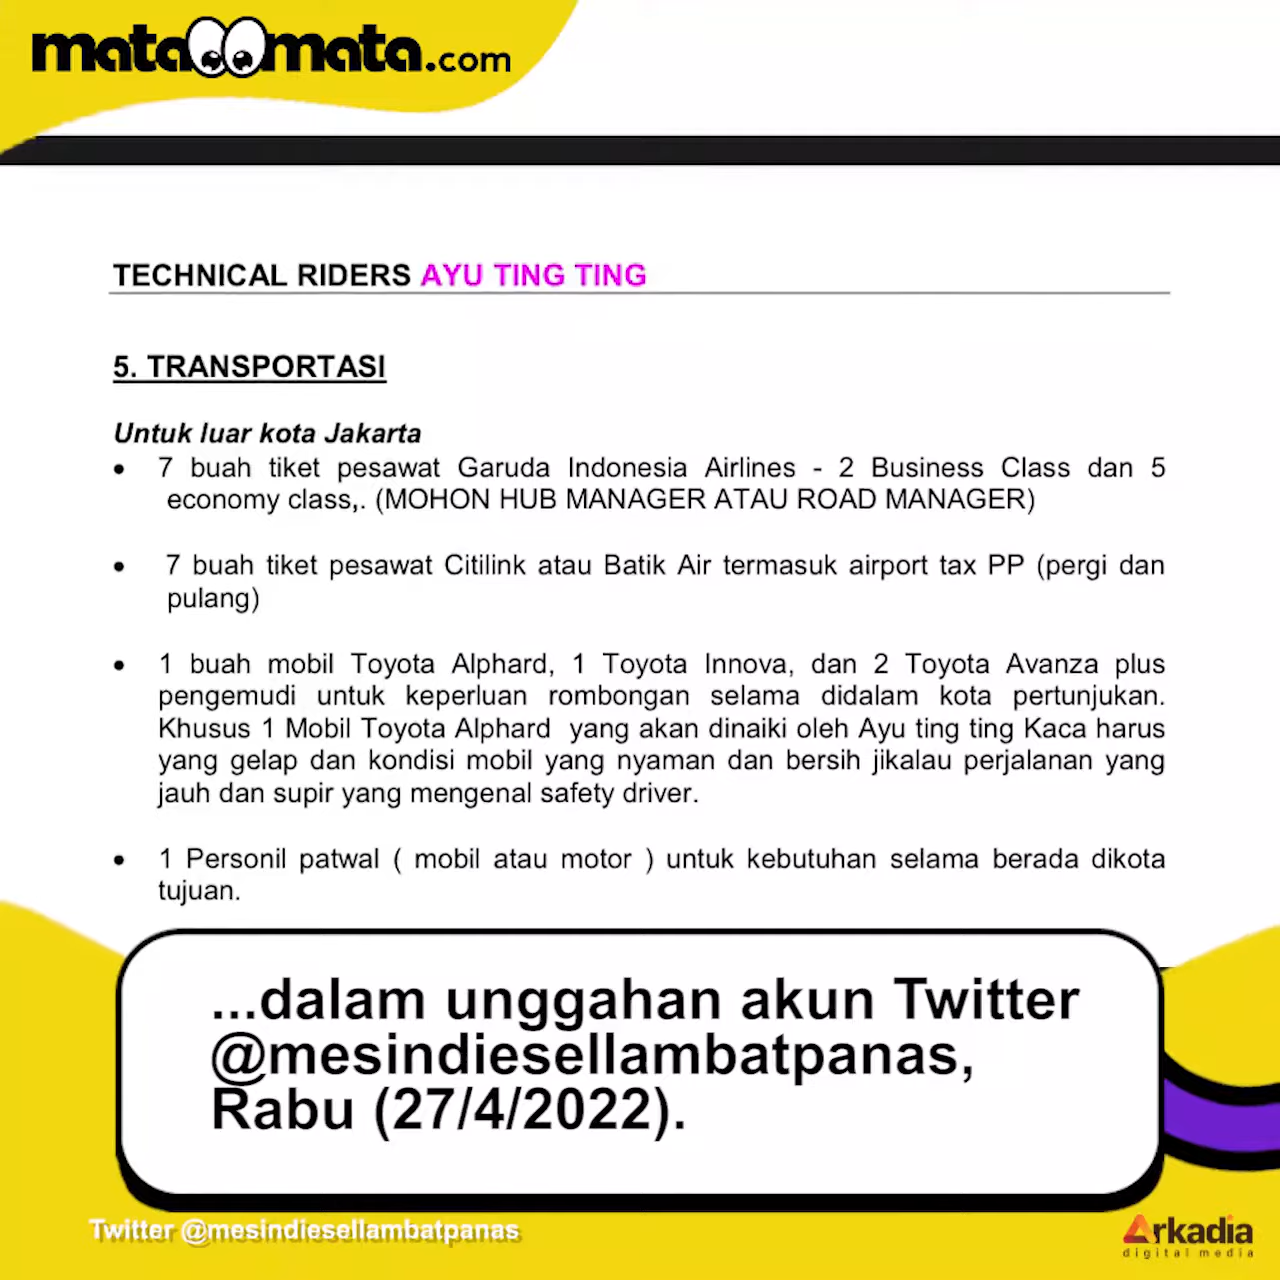 mata mata.com
TECHNICAL RIDERS AYU TING TING
5. TRANSPORTASI
Untuk luar kota Jakarta
• 7 buah tiket pesawat Garuda Indonesia Airlines - 2 Business Class dan 5
economy class,. (MOHON HUB MANAGER ATAU ROAD MANAGER)
• 7 buah tiket pesawat Citilink atau Batik Air termasuk airport tax PP (pergi dan
pulang)
• 1 buah mobil Toyota Alphard, 1 Toyota Innova, dan 2 Toyota Avanza plus
pengemudi untuk keperluan rombongan selama didalam kota pertunjukan.
Khusus 1 Mobil Toyota Alphard yang akan dinaiki oleh Ayu ting ting Kaca harus
yang gelap dan kondisi mobil yang nyaman dan bersih jikalau perjalanan yang
jauh dan supir yang mengenal safety driver.
• 1 Personil patwal ( mobil atau motor ) untuk kebutuhan selama berada dikota
tujuan.
...dalam unggahan akun Twitter
@mesindiesellambatpanas,
Rabu (27/4/2022).
Twitter @mesindiesellambatpanas
Arkadia
digital media